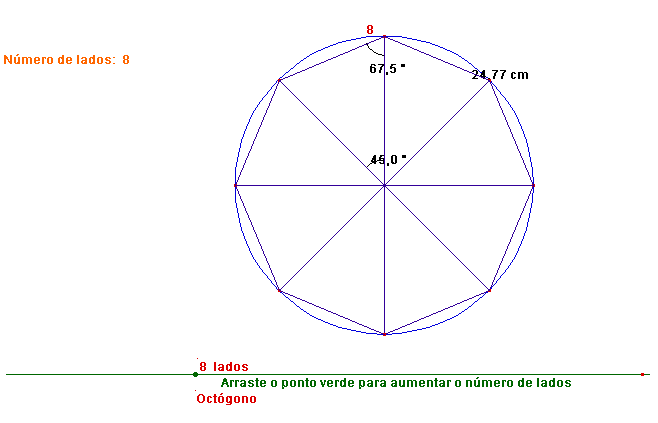 8
Número de lados: 8
67,5 °
24,77 cm
45,0 °
8 lados
Arraste o ponto verde para aumentar o número de lados
Octógono